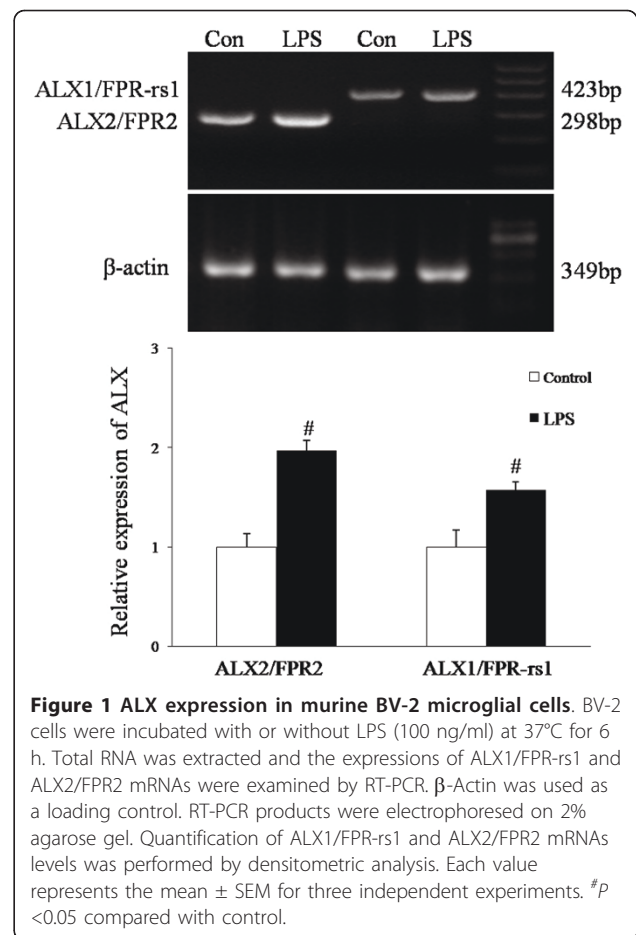 Con LPS Con LPS
ALX1/FPR-rs1 423bp
ALX2/FPR2 298bp
β-actin 349bp
Relative expression of ALX
3
2
1
0
Control
LPS
# #
ALX2/FPR2 ALX1/FPR-rs1
Figure 1 ALX expression in murine BV-2 microglial cells. BV-2
cells were incubated with or without LPS (100 ng/ml) at 37°C for 6
h. Total RNA was extracted and the expressions of ALX1/FPR-rs1 and
ALX2/FPR2 mRNAs were examined by RT-PCR. β-Actin was used as
a loading control. RT-PCR products were electrophoresed on 2%
agarose gel. Quantification of ALX1/FPR-rs1 and ALX2/FPR2 mRNAs
levels was performed by densitometric analysis. Each value
represents the mean ± SEM for three independent experiments. #P
<0.05 compared with control.